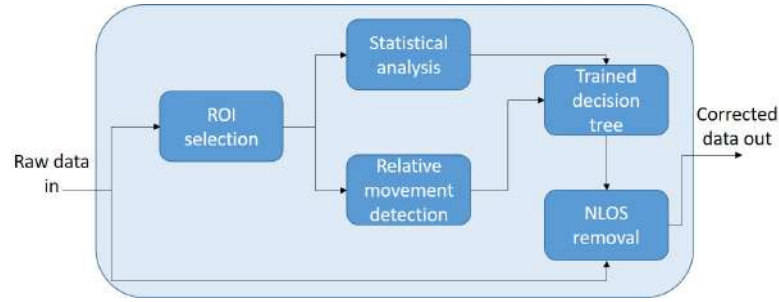 Raw data
in
ROI
selection
Statistical
analysis
Relative
movement
detection
Trained
decision
tree
NLOS
removal
Corrected
data out